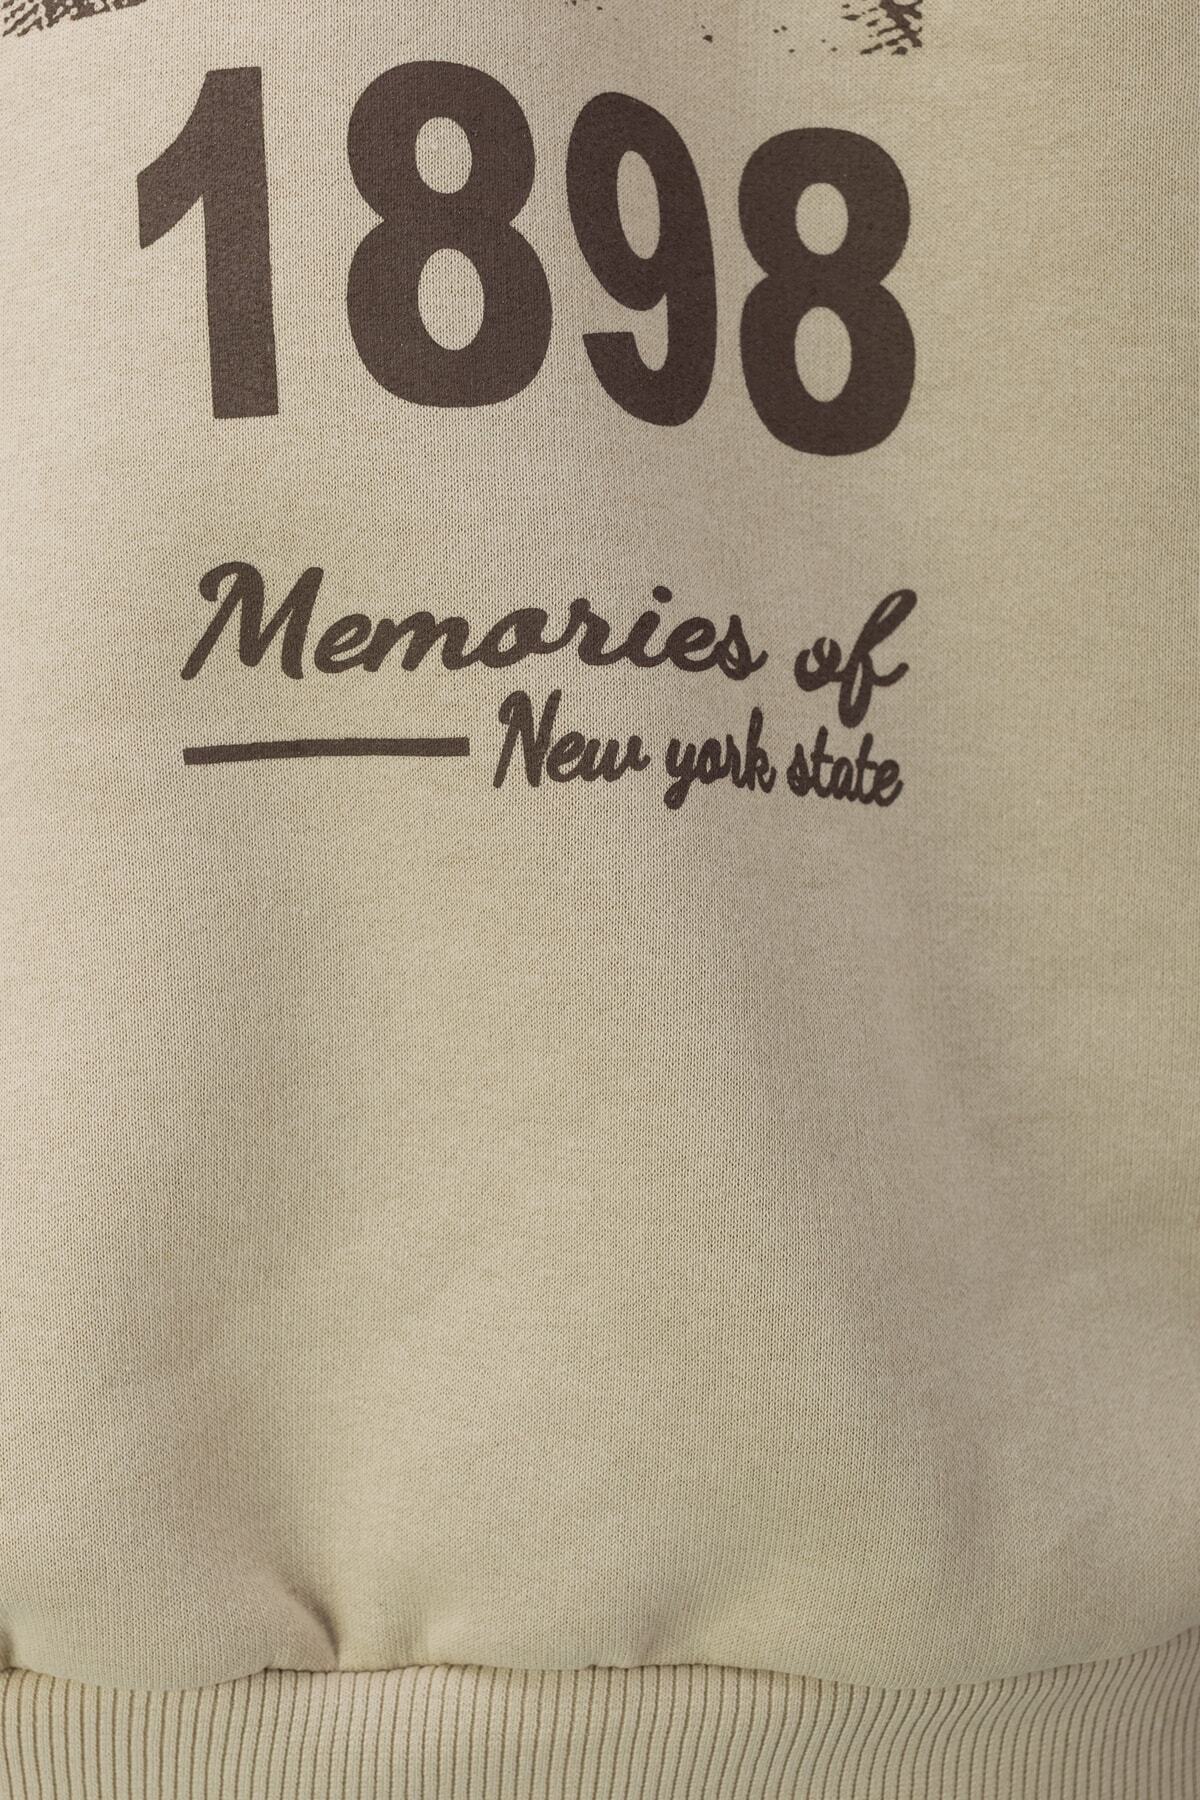 1898
Memories of
New york state